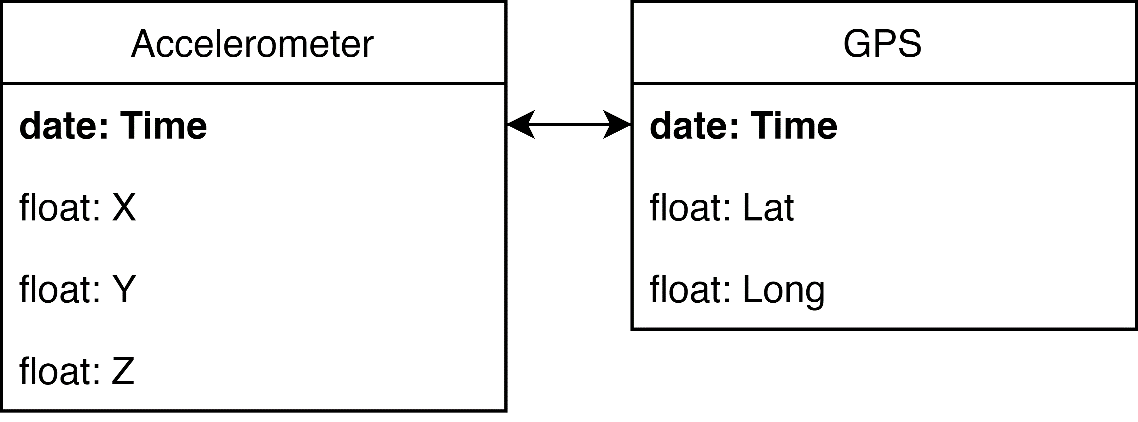 Accelerometer
date: Time
float: X
float: Y
float: Z
GPS
date: Time
float: Lat
float: Long